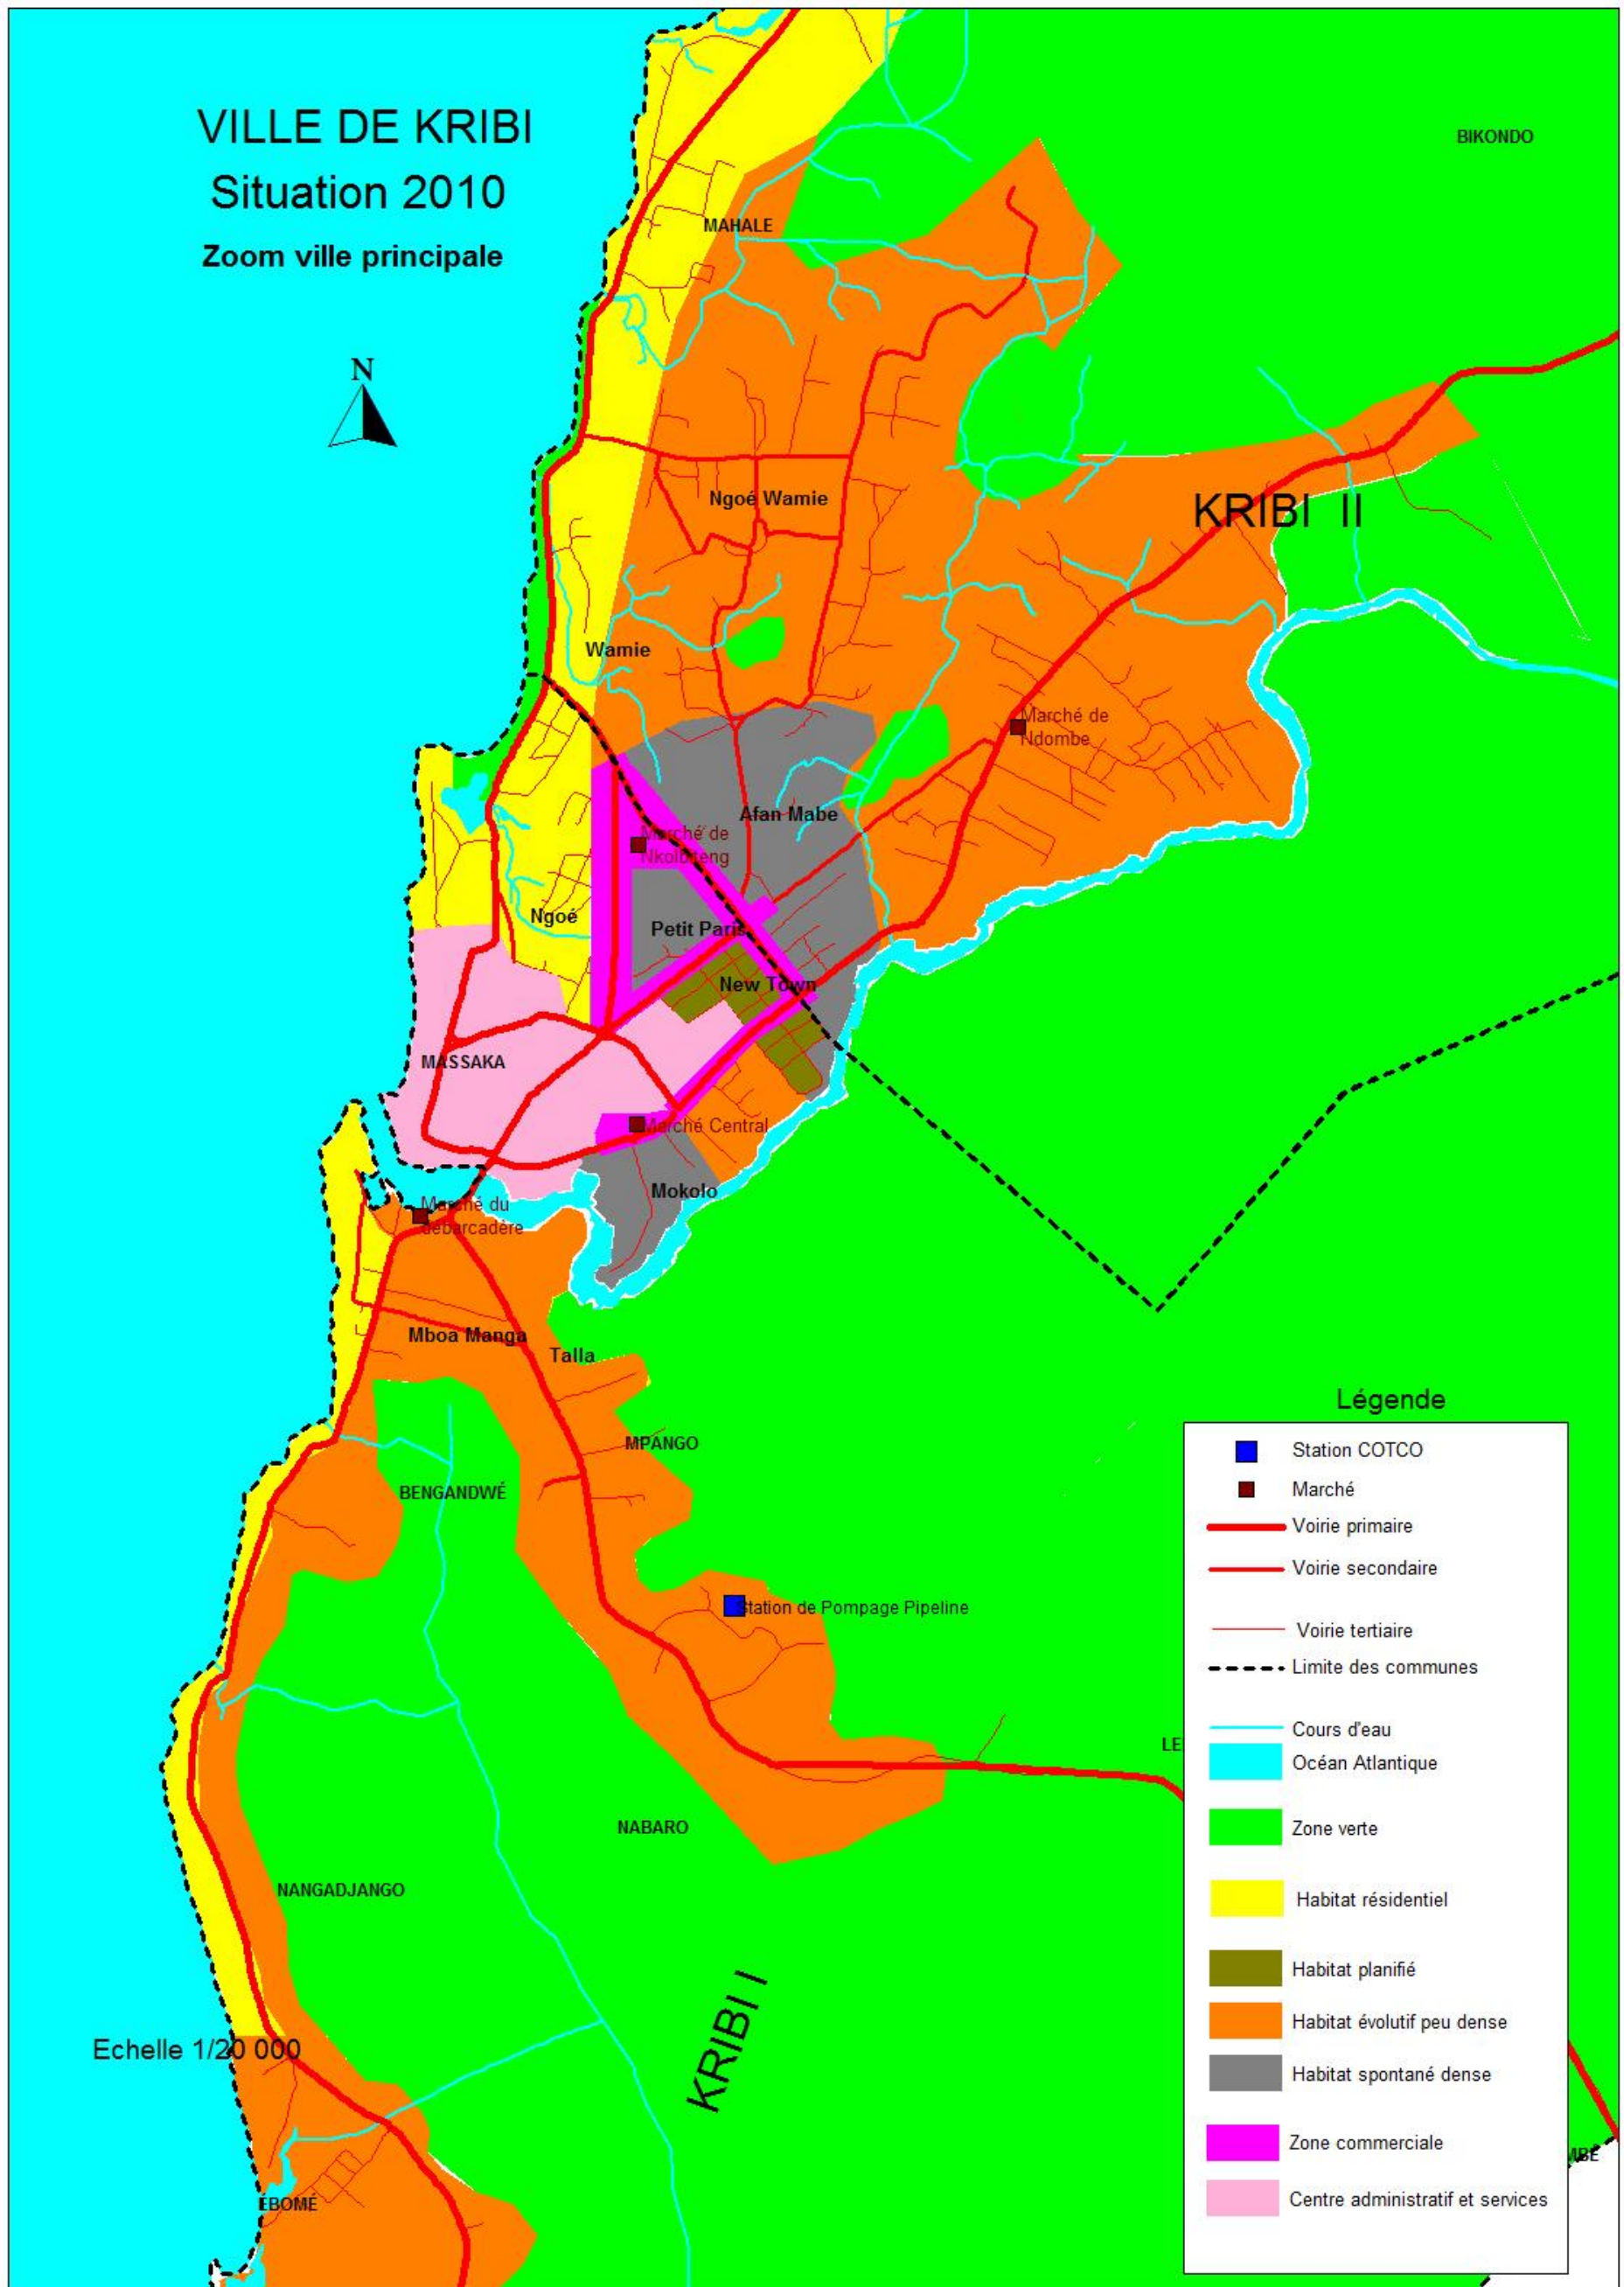 VILLE DE KRIBI
Situation 2010
Zoom ville principale
N
BIKONDO
MAHALE
Ngoé Wamie
KRIBI II
Wamie
Marché de
Ndombe
Afan Mabe
Marché de
Nkolbiteng
Ngoé
Petit Paris
New Town
MASSAKA
Marché Central
Mokolo
Marché du
débarcadère
Mboa Manga
Talla
MPANGO
BENGANDWÉ
Station de Pompage Pipeline
LE
NABARO
NANGADJANGO
KRIBI I
Echelle 1/20 000
ÉBOMÉ
MBE
Légende
Station COTCO
Marché
Voirie primaire
Voirie secondaire
Voirie tertiaire
Limite des communes
Cours d'eau
Océan Atlantique
Zone verte
Habitat résidentiel
Habitat planifié
Habitat évolutif peu dense
Habitat spontané dense
Zone commerciale
Centre administratif et services